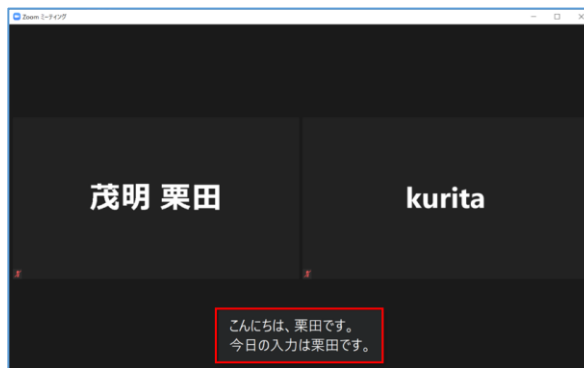 Zoom ミーティング
茂明 栗田
kurita
こんにちは、栗田です。
今日の入力は栗田です。